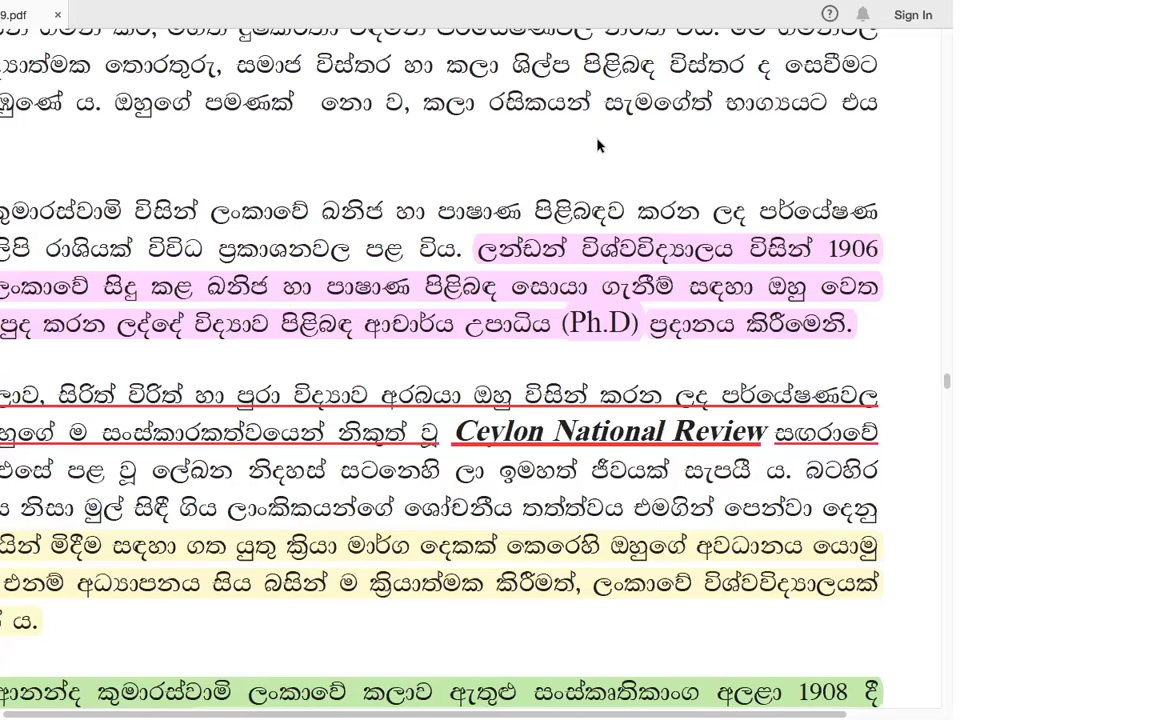 9.pdf × Sign In
තොරතුරු, සමාජ විස්තර හා කලා ශිල්ප පිළිබඳ විස්තර ද සෙවීමට
ය. ඔහුගේ පමණක් නො ව, කලා රසිකයන් සැමගේත් භාග්‍යයට එය
කුමාරස්වාමි විසින් ලංකාවේ ඛනිජ හා පාෂාණ පිළිබඳව කරන ලද පර්යේෂණ
ලිපි රාශියක් විවිධ ප්‍රකාශනවල පළ විය. ලන්ඩන් විශ්වවිද්‍යාලය විසින් 1906
ලංකාවේ සිදු කළ ඛනිජ හා පාෂාණ පිළිබඳ සොයා ගැනීම් සඳහා ඔහු වෙත
පුද කරන ලද්දේ විද්‍යාව පිළිබඳ ආචාර්ය උපාධිය (Ph.D) ප්‍රදානය කිරීමෙනි.
සිරිත් විරිත් හා පුරා විද්‍යාව අරබයා ඔහු විසින් කරන ලද පර්යේෂණවල
ම සංස්කාරකත්වයෙන් නිකුත් වූ Ceylon National Review සඟරාවේ
එසේ පළ වූ ලේඛන නිදහස් සටනෙහි ලා ඉමහත් ජීවයක් සැපයී ය. බටහිර
නිසා මුල් සිඳී ගිය ලාංකිකයන්ගේ ශෝචනීය තත්ත්වය එමගින් පෙන්වා දෙනු
මිදීම සඳහා ගත යුතු ක්‍රියා මාර්ග දෙකක් කෙරෙහි ඔහුගේ අවධානය යොමු
එනම් අධ්‍යාපනය සිය බසින් ම ක්‍රියාත්මක කිරීමත්, ලංකාවේ විශ්වවිද්‍යාලයක්
ය.
ආනන්ද කුමාරස්වාමි ලංකාවේ කලාව ඇතුළු සංස්කෘතිකාංග අලළා 1908 දී